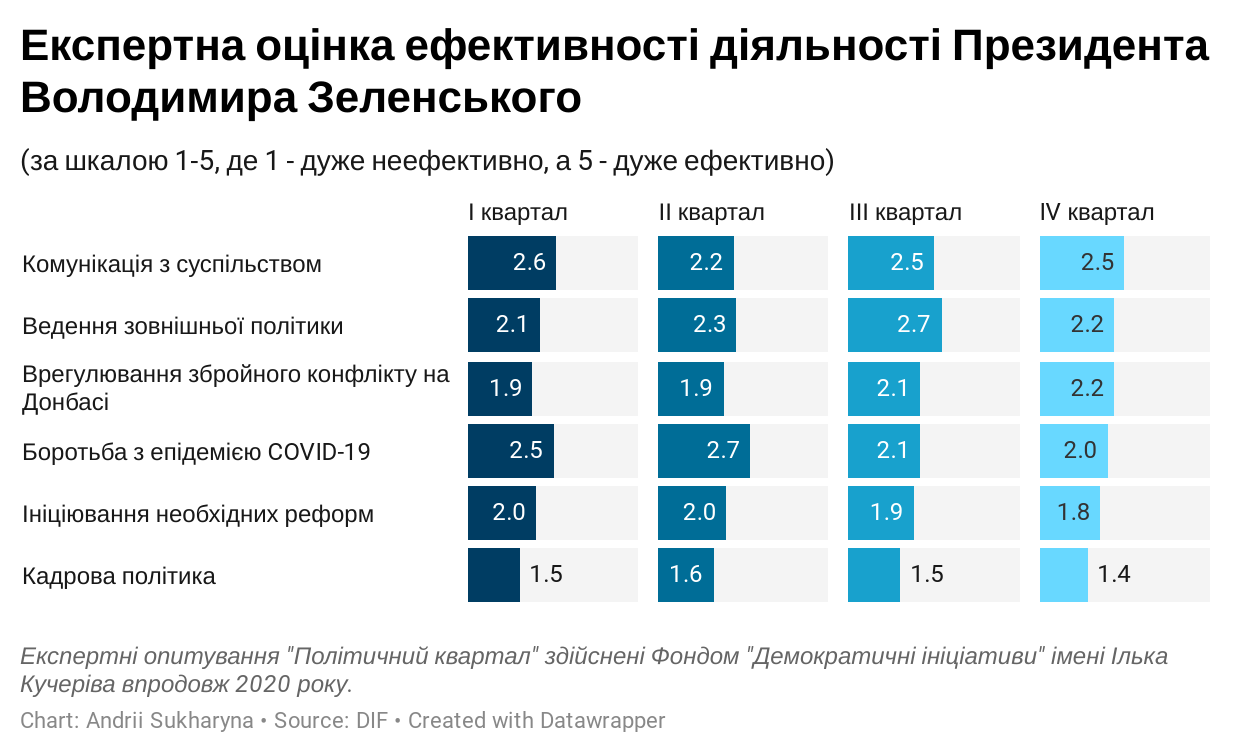 Експертна оцінка ефективності діяльності Президента
Володимира Зеленського
(за шкалою 1-5, де 1 - дуже неефективно, а 5 - дуже ефективно)
I квартал II квартал III квартал IV квартал
Комунікація з суспільством 2.6 2.2 2.5 2.5
Ведення зовнішньої політики 2.1 2.3 2.7 2.2
Врегулювання збройного конфлікту на
Донбасі 1.9 1.9 2.1 2.2
Боротьба з епідемією COVID-19 2.5 2.7 2.1 2.0
Ініціювання необхідних реформ 2.0 2.0 1.9 1.8
Кадрова політика 1.5 1.6 1.5 1.4
Експертні опитування "Політичний квартал" здійснені Фондом "Демократичні ініціативи" імені Ілька
Кучеріва впродовж 2020 року.
Chart: Andrii Sukharyna • Source: DIF • Created with Datawrapper